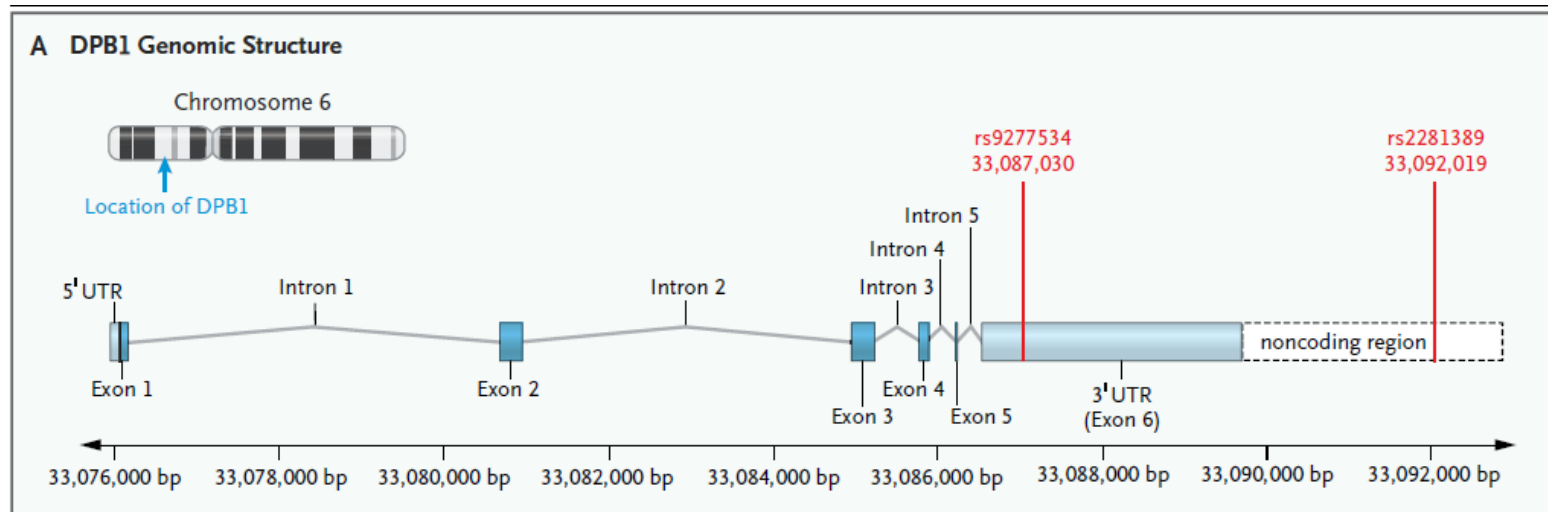 A DPB1 Genomic Structure
Chromosome 6
Location of DPB1
rs9277534
33,087,030
rs2281389
33,092,019
5' UTR
Intron 1
Intron 2
Intron 3
Intron 4
Intron 5
noncoding region
Exon 1
Exon 2
Exon 3
Exon 4
Exon 5
3' UTR
(Exon 6)
33,076,000 bp
33,078,000 bp
33,080,000 bp
33,082,000 bp
33,084,000 bp
33,086,000 bp
33,088,000 bp
33,090,000 bp
33,092,000 bp